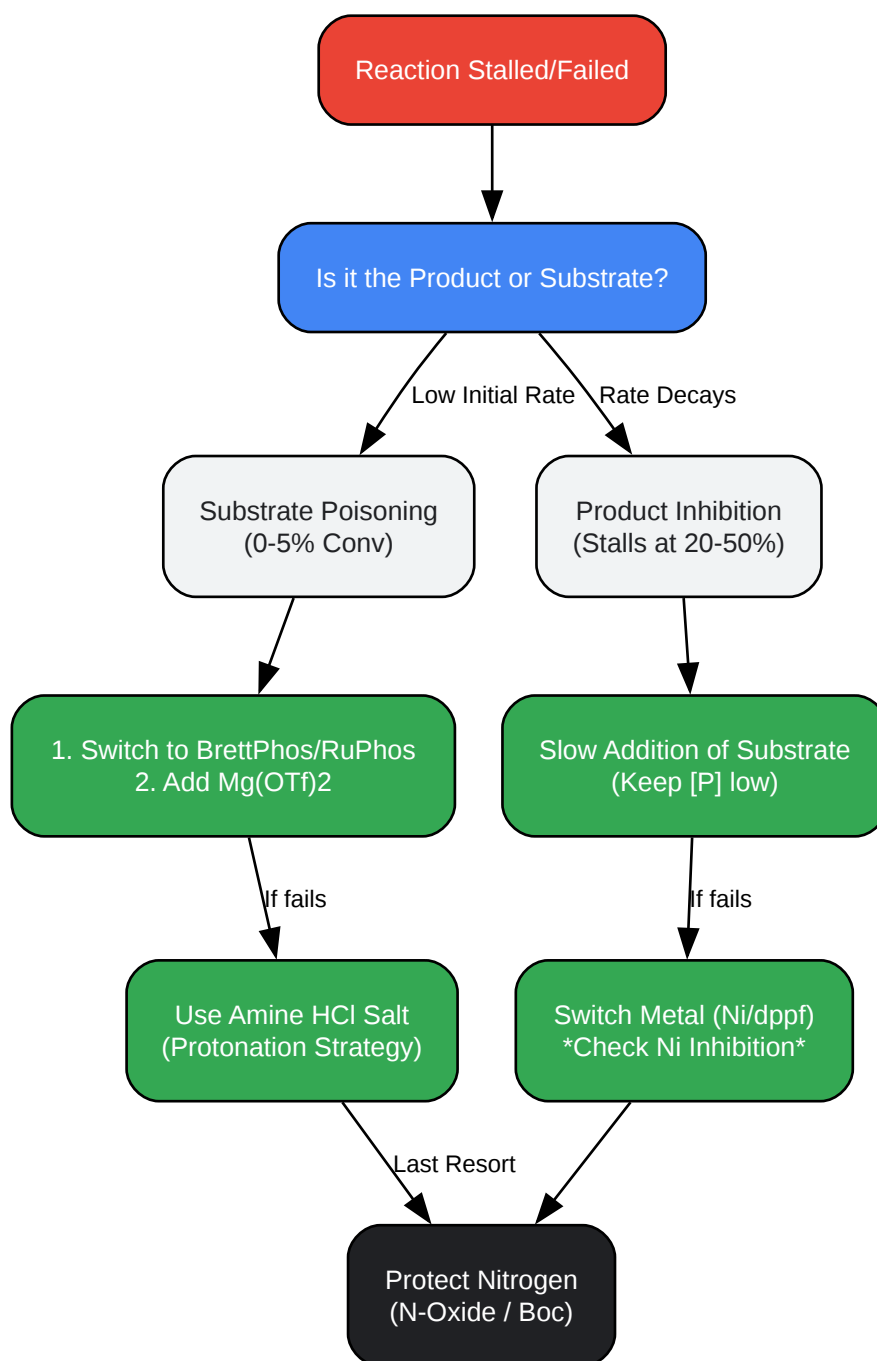 Reaction Stalled/Failed
Is it the Product or Substrate?
Low Initial Rate
Rate Decays
Substrate Poisoning
(0-5% Conv)
Product Inhibition
(Stalls at 20-50%)
1. Switch to BrettPhos/RuPhos
2. Add Mg(OTf)2
Slow Addition of Substrate
(Keep [P] low)
If fails
If fails
Use Amine HCl Salt
(Protonation Strategy)
Switch Metal (Ni/dppf)
*Check Ni Inhibition*
Last Resort
Protect Nitrogen
(N-Oxide / Boc)